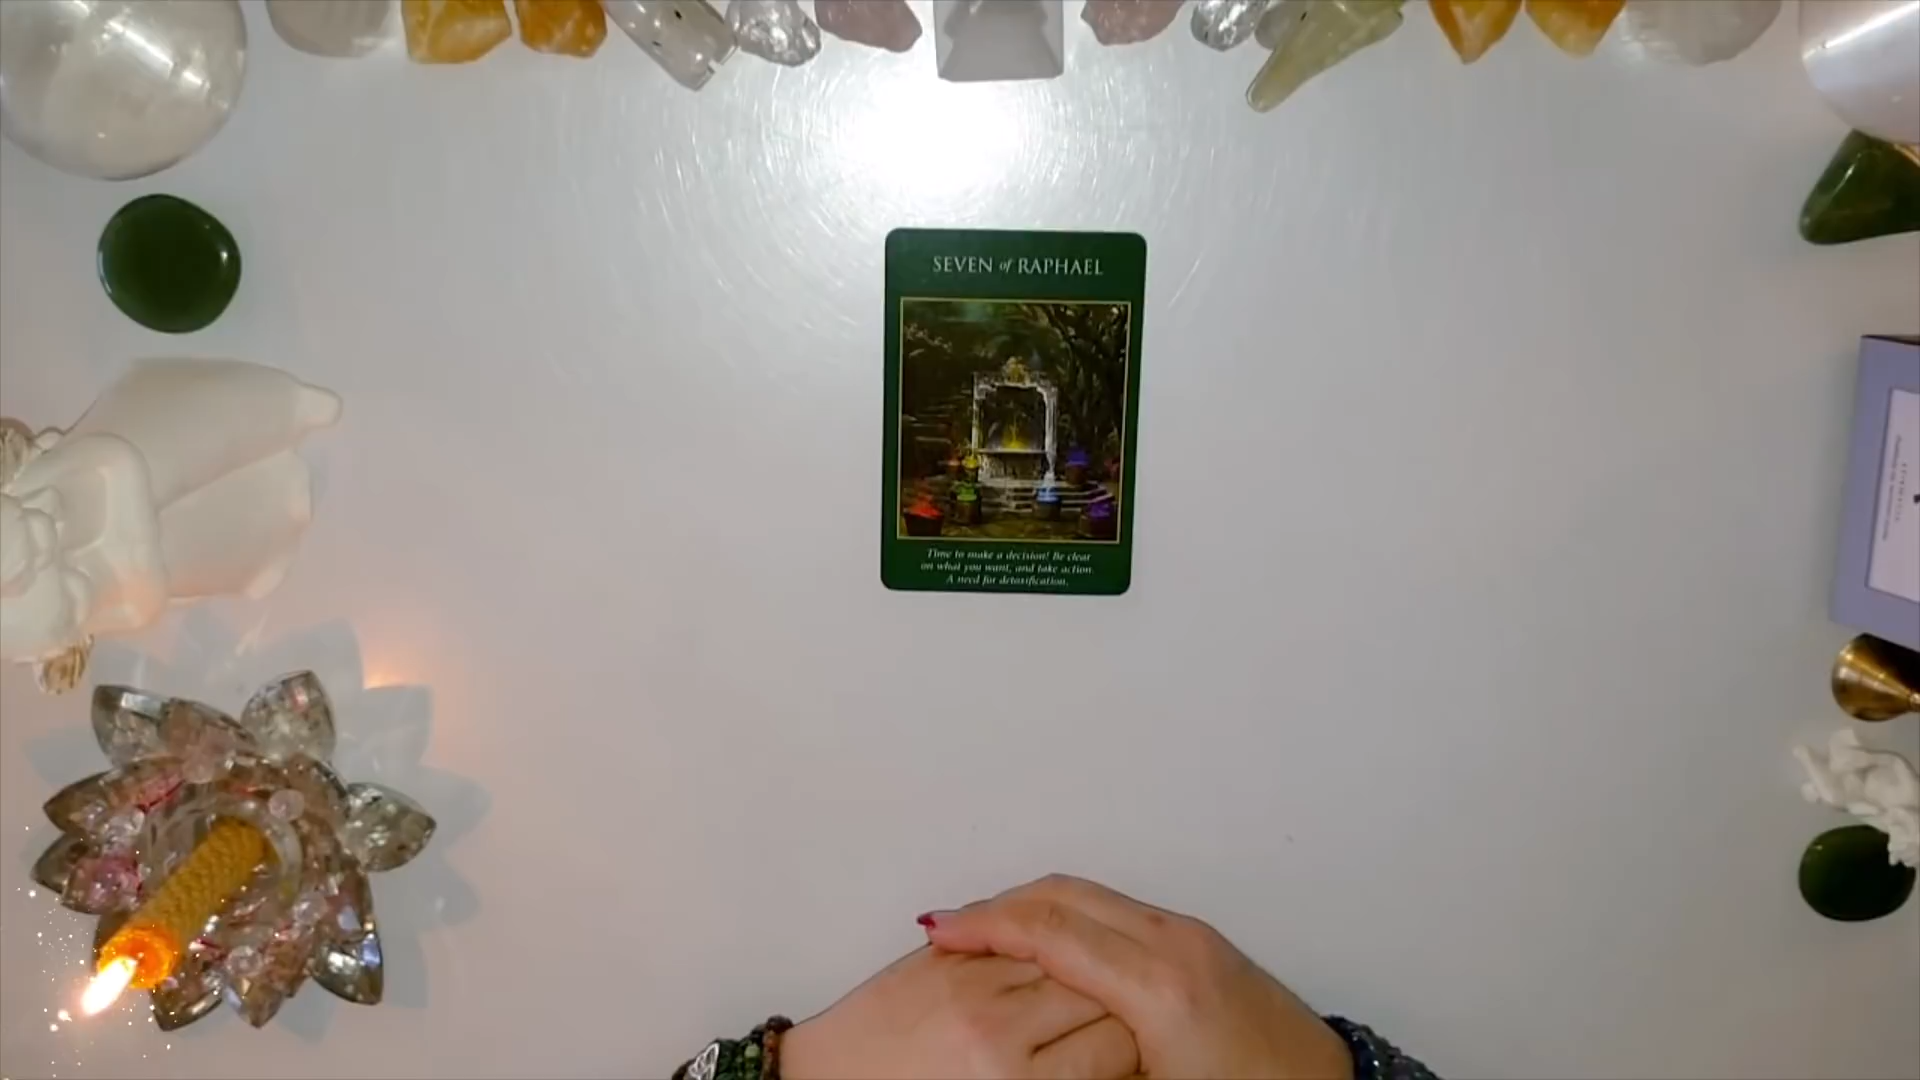 SEVEN of RAPHAEL
Time to make a decision! Be clear
on what you want, and take action.
A need for detoxification.